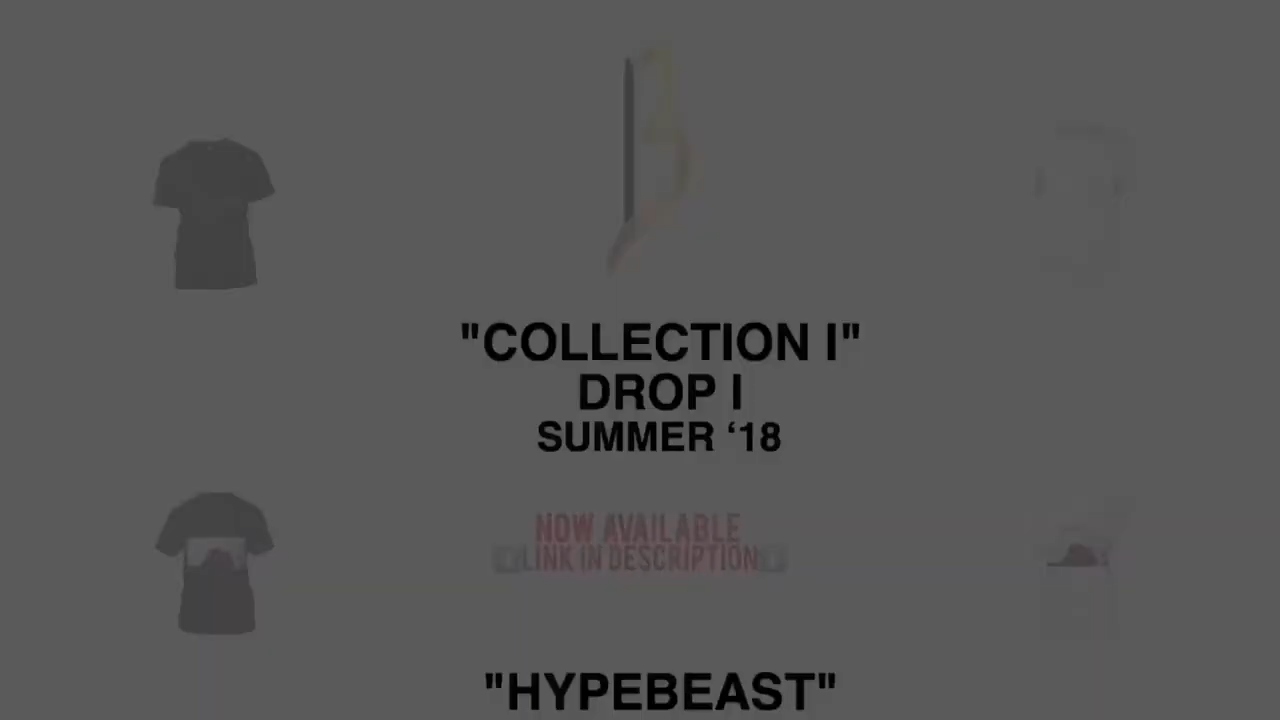 "COLLECTION I"
DROP I
SUMMER ‘18
NOW AVAILABLE
LINK IN DESCRIPTION
"HYPEBEAST"